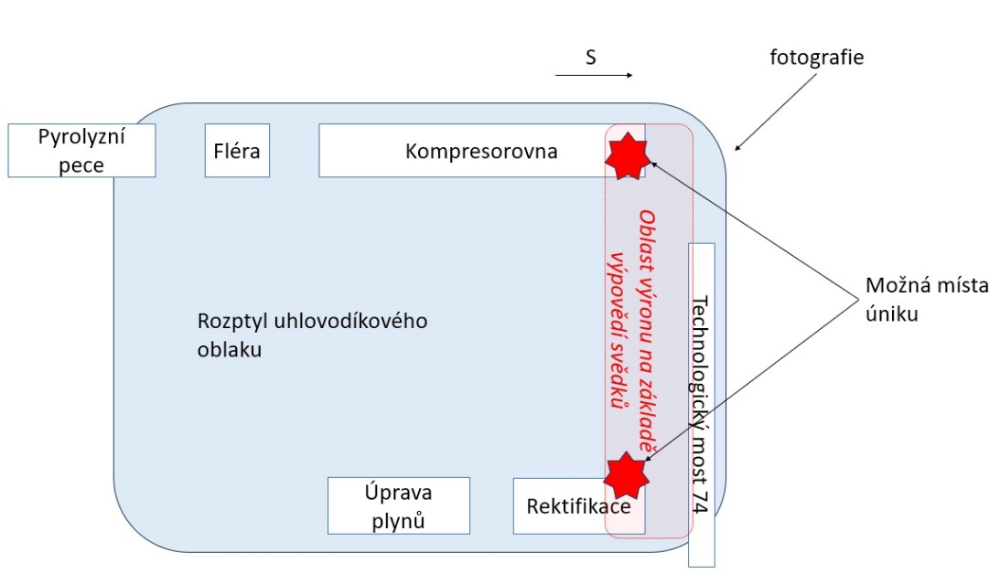 S
fotografie
Pyrolyzní
pece
Fléra
Kompresorovna
Oblast výronu na základě
výpovědí svědků
Možná místa
úniku
Rozptyl uhlovodíkového
oblaku
Technologický most 74
Úprava
plynů
Rektifikace